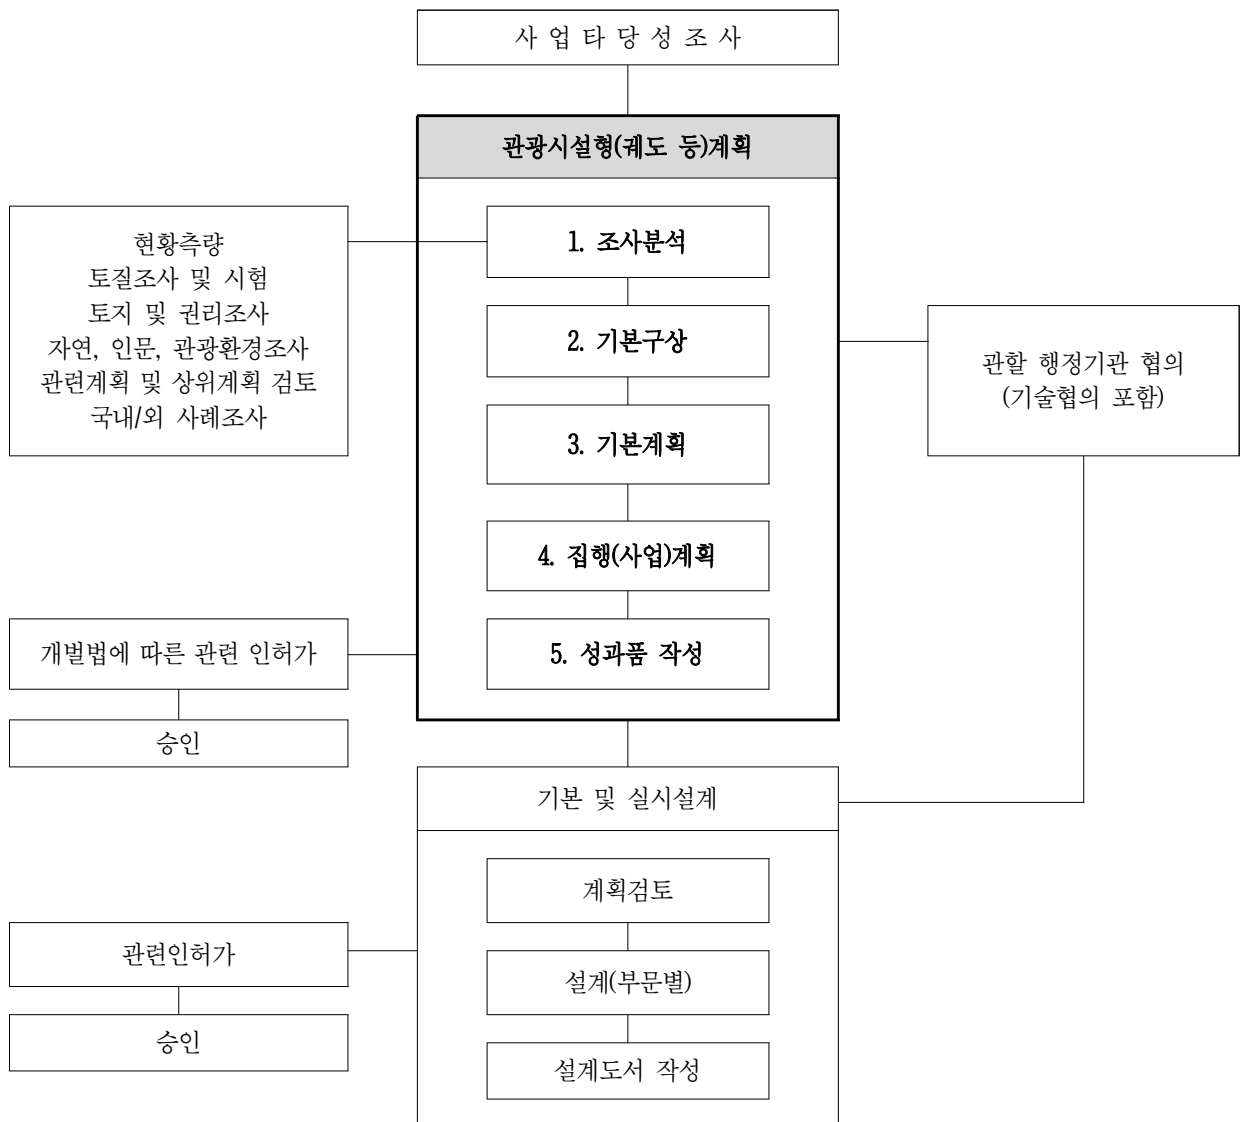 사 업 타 당 성 조 사
관광시설형(궤도 등)계획
1. 조사분석
현황측량
토질조사 및 시험
토지 및 권리조사
자연, 인문, 관광환경조사
관련계획 및 상위계획 검토
국내/외 사례조사
2. 기본구상
관할 행정기관 협의
(기술협의 포함)
3. 기본계획
4. 집행(사업)계획
5. 성과품 작성
개벌법에 따른 관련 인허가
승인
기본 및 실시설계
계획검토
관련인허가
설계(부문별)
승인
설계도서 작성